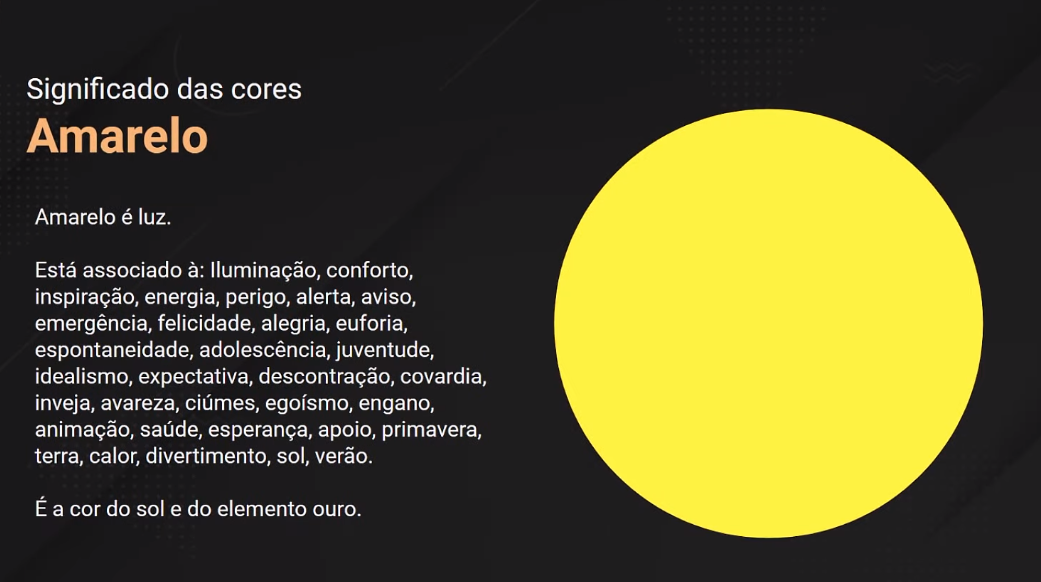 Significado das cores
Amarelo
Amarelo é luz.
Está associado à: Iluminação, conforto,
inspiração, energia, perigo, alerta, aviso,
emergência, felicidade, alegria, euforia,
espontaneidade, adolescência, juventude,
idealismo, expectativa, descontração, covardia,
inveja, avareza, ciúmes, egoísmo, engano,
animação, saúde, esperança, apoio, primavera,
terra, calor, divertimento, sol, verão.
É a cor do sol e do elemento ouro.